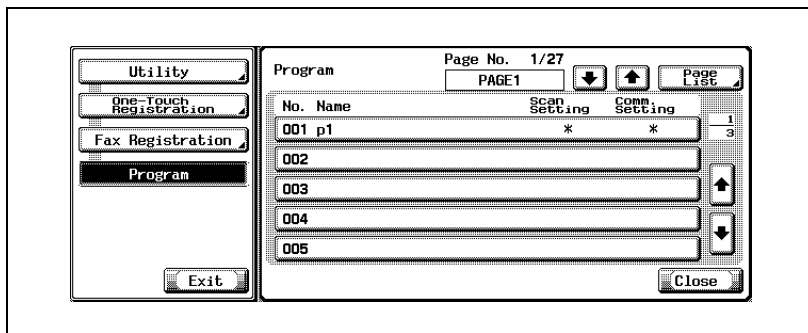 Utility
One-Touch
Registration
Fax Registration
Program
Exit
Program
Page No. 1/27
PAGE1
Page
List
No. Name
Scan
Setting
Comm.
Setting
001 p1 * *
1
3
002
003
004
005
Close